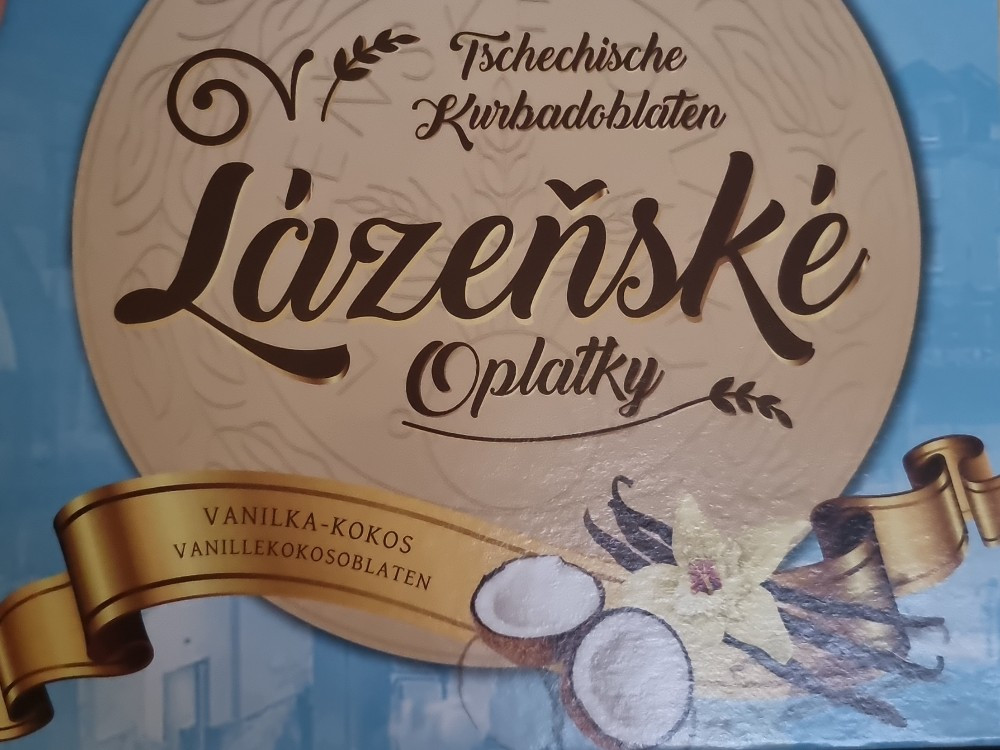 Tschechische
Kurbadoblaten
Lázeňské
Oplatky
VANILKA-KOKOS
VANILLEKOKOSOBLATEN